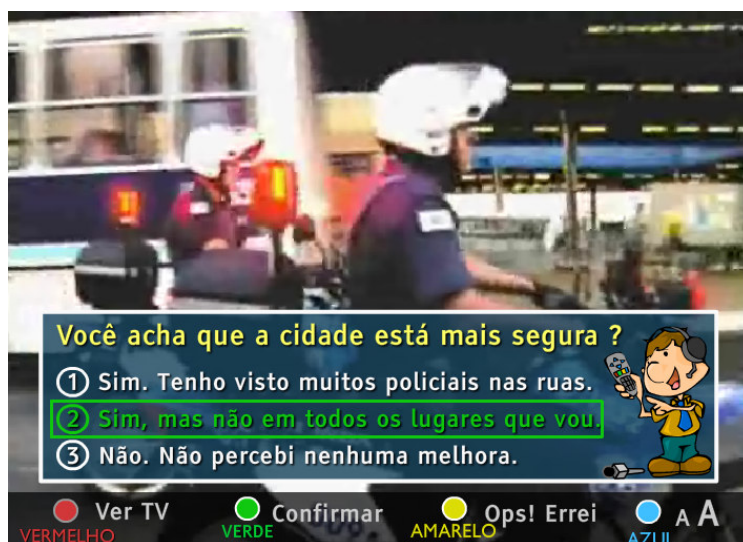 Você acha que a cidade está mais segura ?
1 Sim. Tenho visto muitos policiais nas ruas.
2 Sim, mas não em todos os lugares que vou.
3 Não. Não percebi nenhuma melhora.
Ver TV Confirmar Ops! Errei A A
VERMELHO VERDE AMARELO AZUL